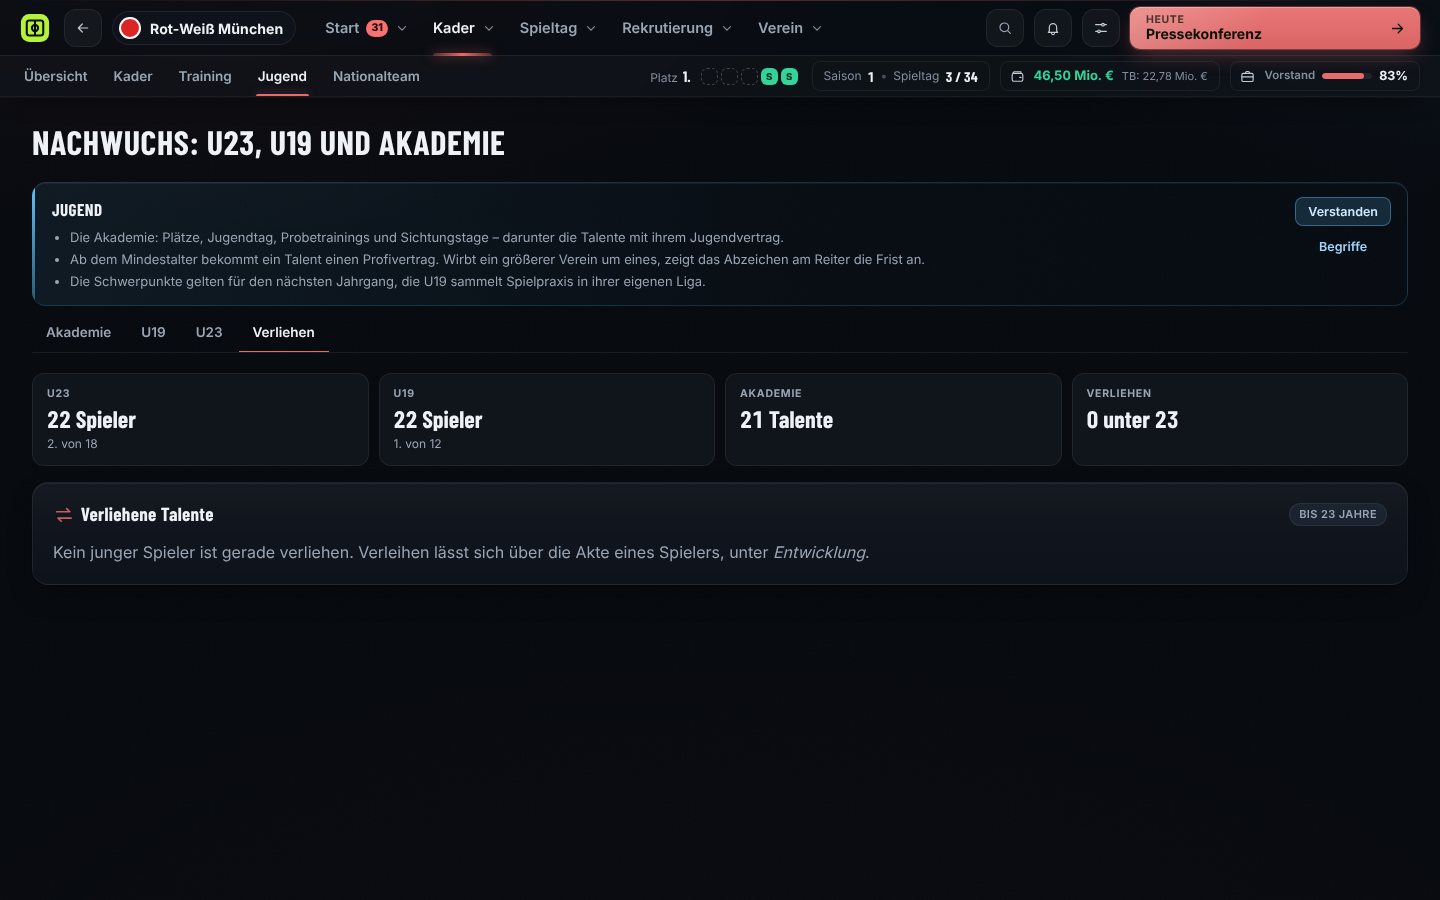 Rot-Weiß München
Start 31
Kader
Spieltag
Rekrutierung
Verein
HEUTE
Pressekonferenz
Übersicht
Kader
Training
Jugend
Nationalteam
Platz 1. S S
Saison 1 • Spieltag 3 / 34
46,50 Mio. € TB: 22,78 Mio. €
Vorstand 83%
NACHWUCHS: U23, U19 UND AKADEMIE
JUGEND
• Die Akademie: Plätze, Jugendtag, Probetrainings und Sichtungstage – darunter die Talente mit ihrem Jugendvertrag.
• Ab dem Mindestalter bekommt ein Talent einen Profivertrag. Wirbt ein größerer Verein um eines, zeigt das Abzeichen am Reiter die Frist an.
• Die Schwerpunkte gelten für den nächsten Jahrgang, die U19 sammelt Spielpraxis in ihrer eigenen Liga.
Verstanden
Begriffe
Akademie
U19
U23
Verliehen
U23
22 Spieler
2. von 18
U19
22 Spieler
1. von 12
AKADEMIE
21 Talente
VERLIEHEN
0 unter 23
Verliehene Talente
BIS 23 JAHRE
Kein junger Spieler ist gerade verliehen. Verleihen lässt sich über die Akte eines Spielers, unter Entwicklung.